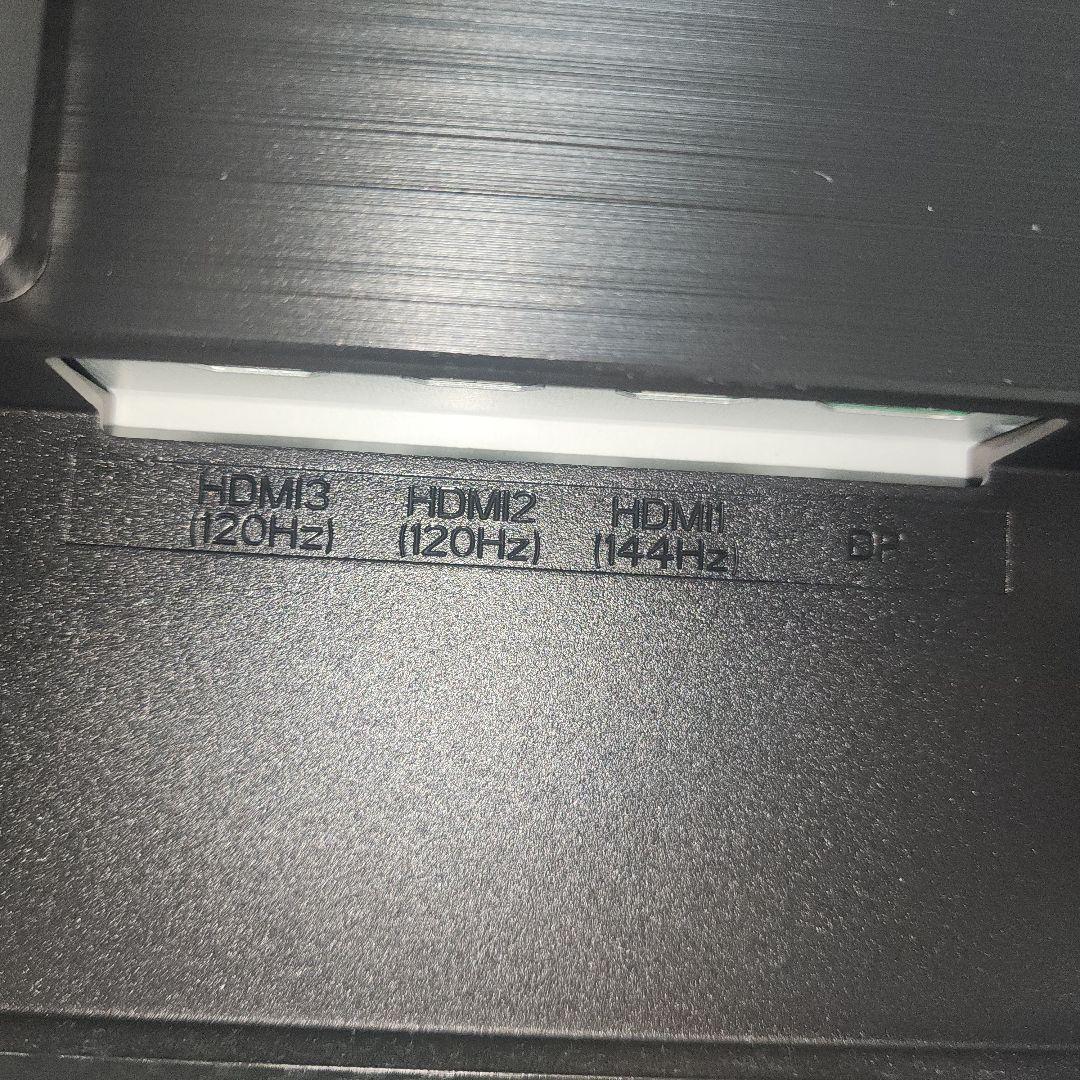 HDMI3 HDMI2 HDMI1 DP
(120Hz) (120Hz) (144Hz)